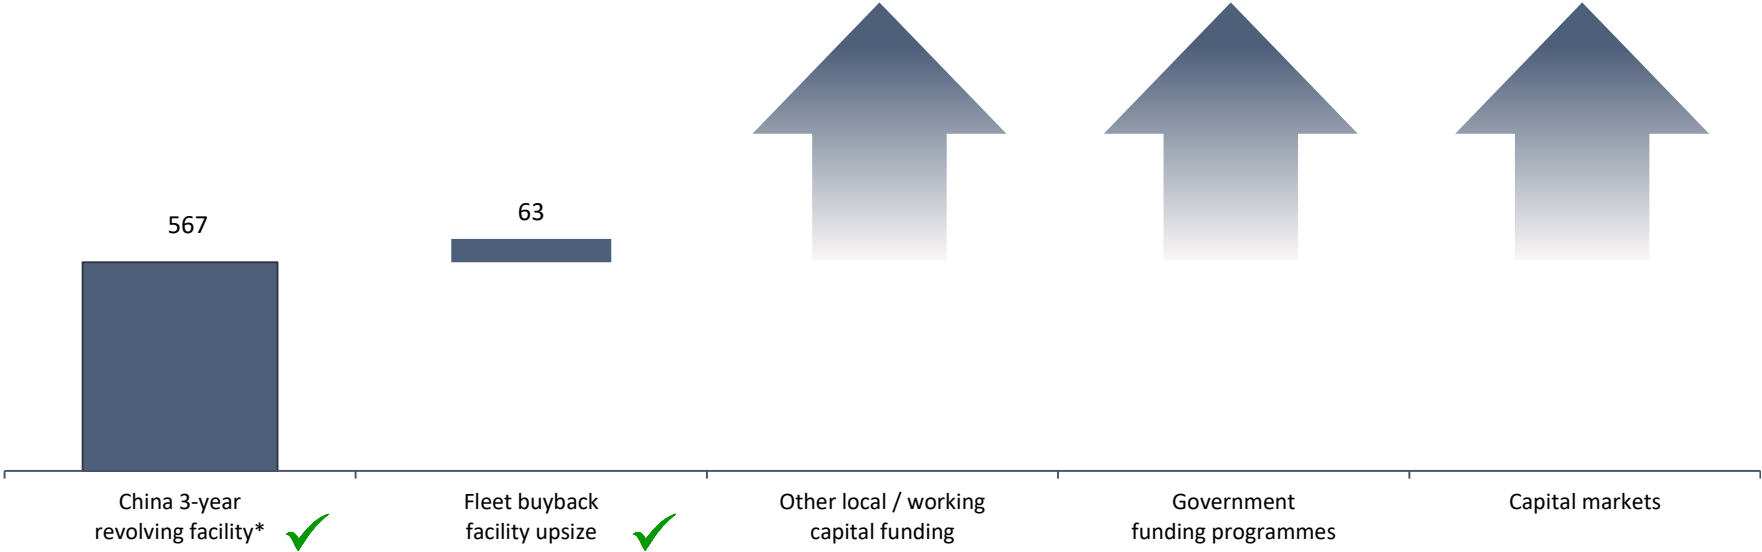 567
63
China 3-year
revolving facility*
Fleet buyback
facility upsize
Other local / working
capital funding
Government
funding programmes
Capital markets